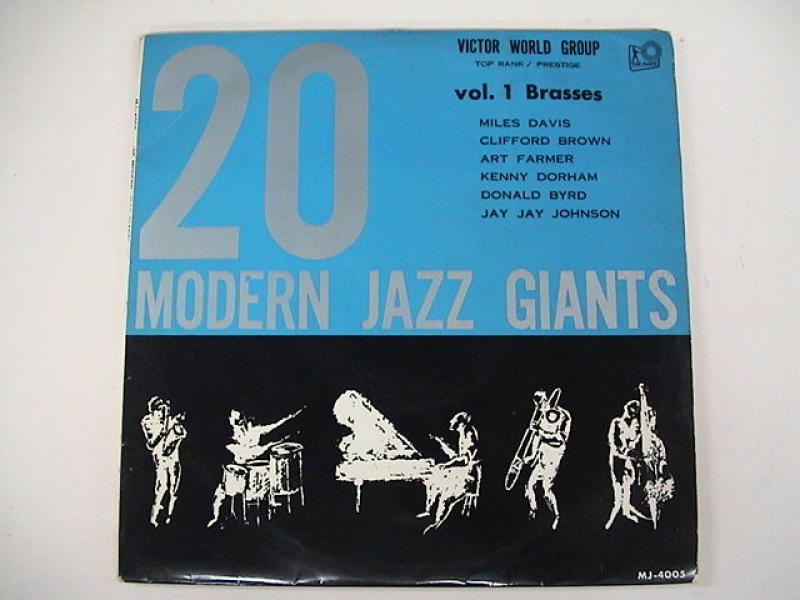 20
MODERN JAZZ GIANTS
VICTOR WORLD GROUP
TOP RANK / PRESTIGE
vol. 1 Brasses
MILES DAVIS
CLIFFORD BROWN
ART FARMER
KENNY DORHAM
DONALD BYRD
JAY JAY JOHNSON
MJ-4005